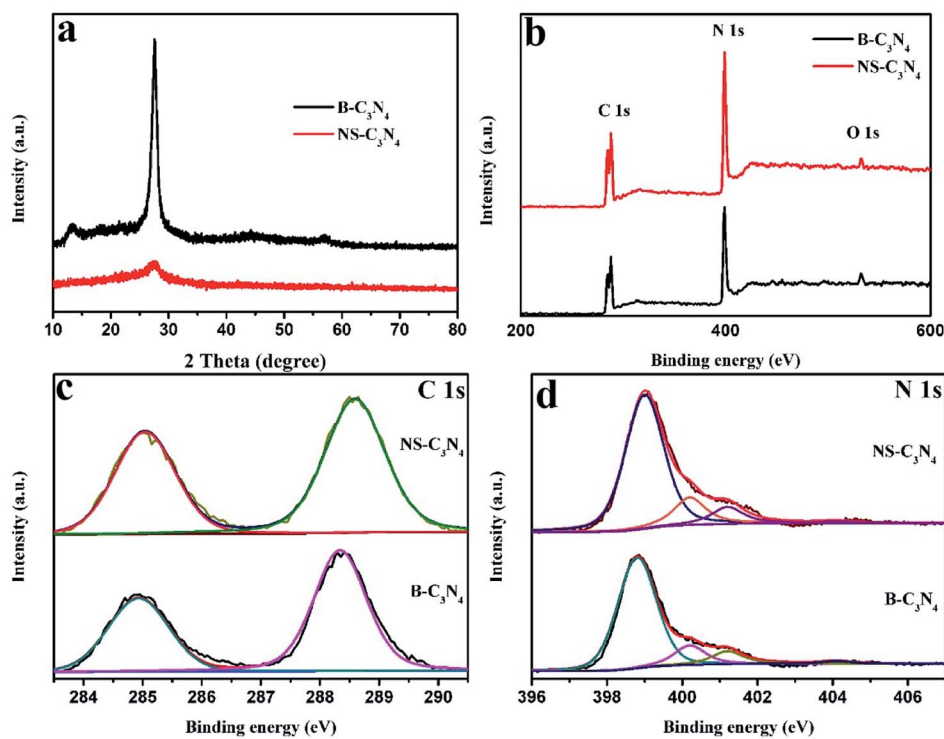 a
B-C₃N₄
NS-C₃N₄
Intensity (a.u.)
10 20 30 40 50 60 70 80
2 Theta (degree)
b
N 1s
B-C₃N₄
NS-C₃N₄
C 1s
O 1s
Intensity (a.u.)
200 400 600
Binding energy (eV)
c
C 1s
NS-C₃N₄
B-C₃N₄
Intensity (a.u.)
284 285 286 287 288 289 290
Binding energy (eV)
d
N 1s
NS-C₃N₄
B-C₃N₄
Intensity (a.u.)
396 398 400 402 404 406
Binding energy (eV)